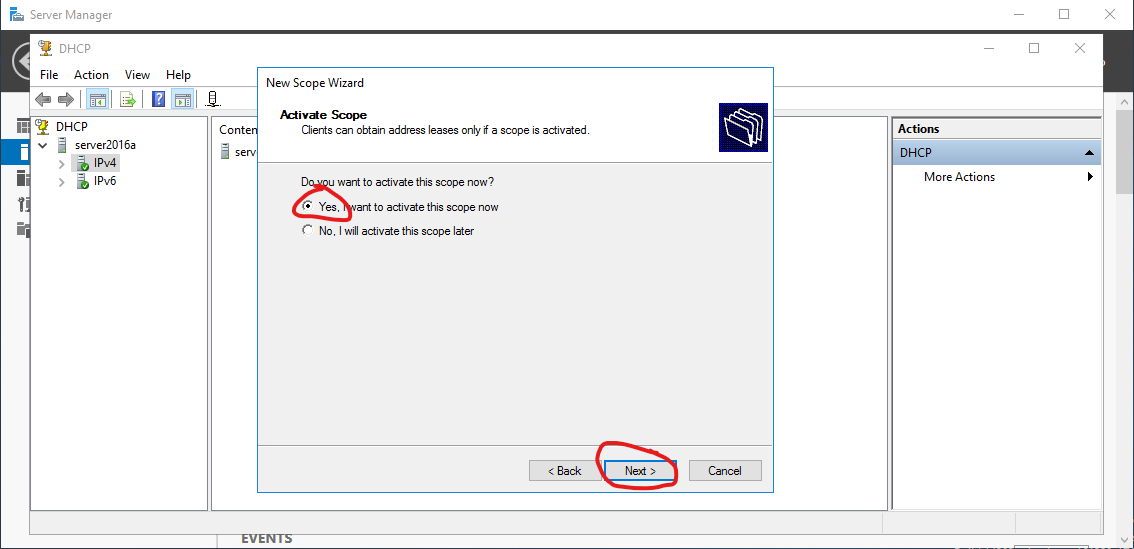 Server Manager
DHCP
File Action View Help
New Scope Wizard
Activate Scope
Clients can obtain address leases only if a scope is activated.
DHCP
server2016a
IPv4
IPv6
Conten
serv
Do you want to activate this scope now?
Yes, I want to activate this scope now
No, I will activate this scope later
< Back Next > Cancel
Actions
DHCP
More Actions
EVENTS